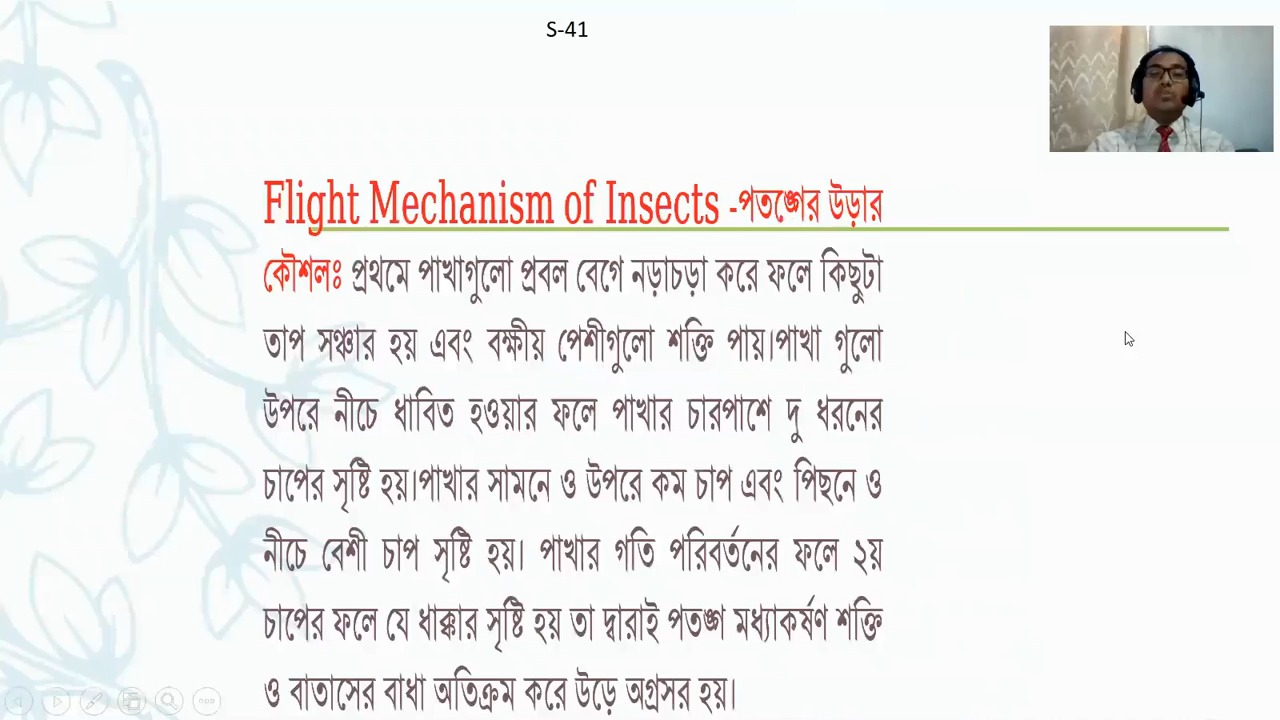 S-41
Flight Mechanism of Insects -পতঙ্গের উড়ার
কৌশলঃ প্রথমে পাখাগুলো প্রবল বেগে নড়াচড়া করে ফলে কিছুটা
তাপ সঞ্চার হয় এবং বক্ষীয় পেশীগুলো শক্তি পায়।পাখা গুলো
উপরে নীচে ধাবিত হওয়ার ফলে পাখার চারপাশে দু ধরনের
চাপের সৃষ্টি হয়।পাখার সামনে ও উপরে কম চাপ এবং পিছনে ও
নীচে বেশী চাপ সৃষ্টি হয়। পাখার গতি পরিবর্তনের ফলে ২য়
চাপের ফলে যে ধাক্কার সৃষ্টি হয় তা দ্বারাই পতঙ্গ মধ্যাকর্ষণ শক্তি
ও বাতাসের বাধা অতিক্রম করে উড়ে অগ্রসর হয়।